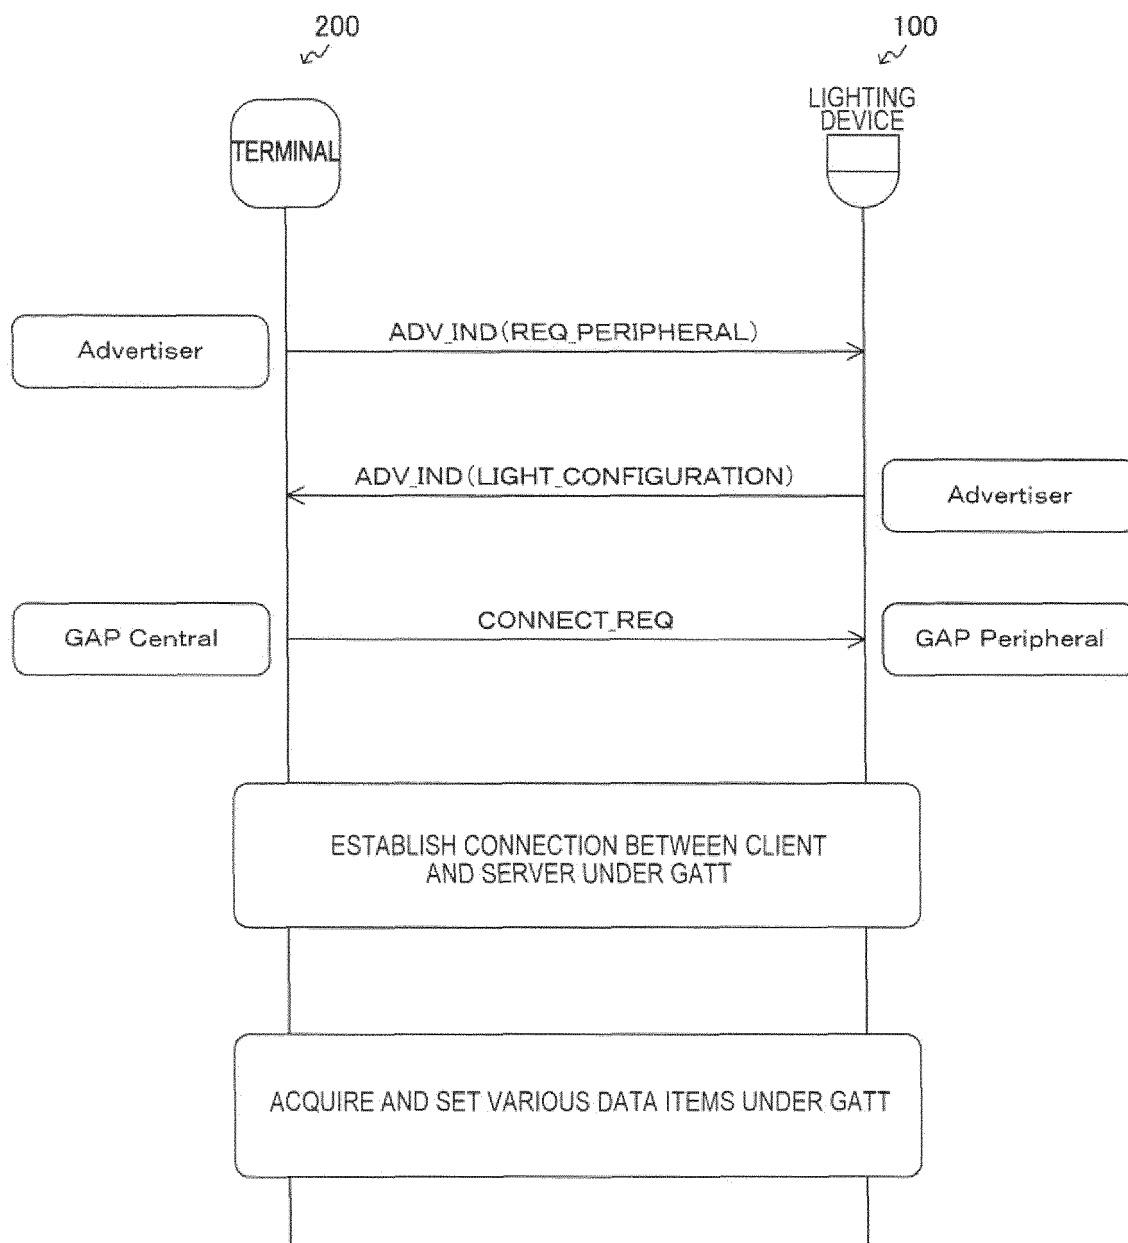 200
100
LIGHTING
DEVICE
TERMINAL
ADV_IND(REQ_PERIPHERAL)
Advertiser
ADV_IND(LIGHT_CONFIGURATION)
Advertiser
CONNECT_REQ
GAP Central
GAP Peripheral
ESTABLISH CONNECTION BETWEEN CLIENT
AND SERVER UNDER GATT
ACQUIRE AND SET VARIOUS DATA ITEMS UNDER GATT